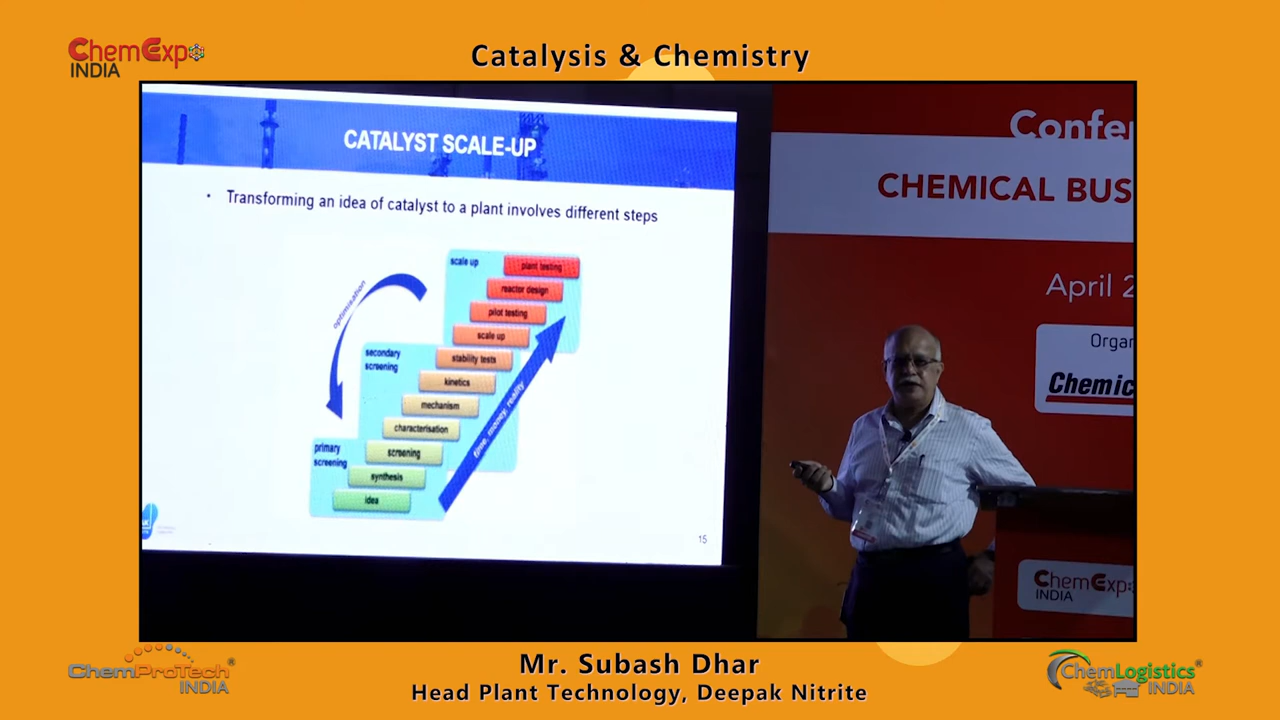 ChemExpo
INDIA
Catalysis & Chemistry
CATALYST SCALE-UP
• Transforming an idea of catalyst to a plant involves different steps
scale up
plant testing
reactor design
pilot testing
scale up
optimisation
secondary
screening
stability tests
kinetics
mechanism
characterisation
primary
screening
screening
synthesis
idea
time, money, reality
15
Confer
CHEMICAL BUS
April 2
Organ
Chemic
ChemExpo
INDIA
ChemProTech®
INDIA
Mr. Subash Dhar
Head Plant Technology, Deepak Nitrite
ChemLogistics®
INDIA